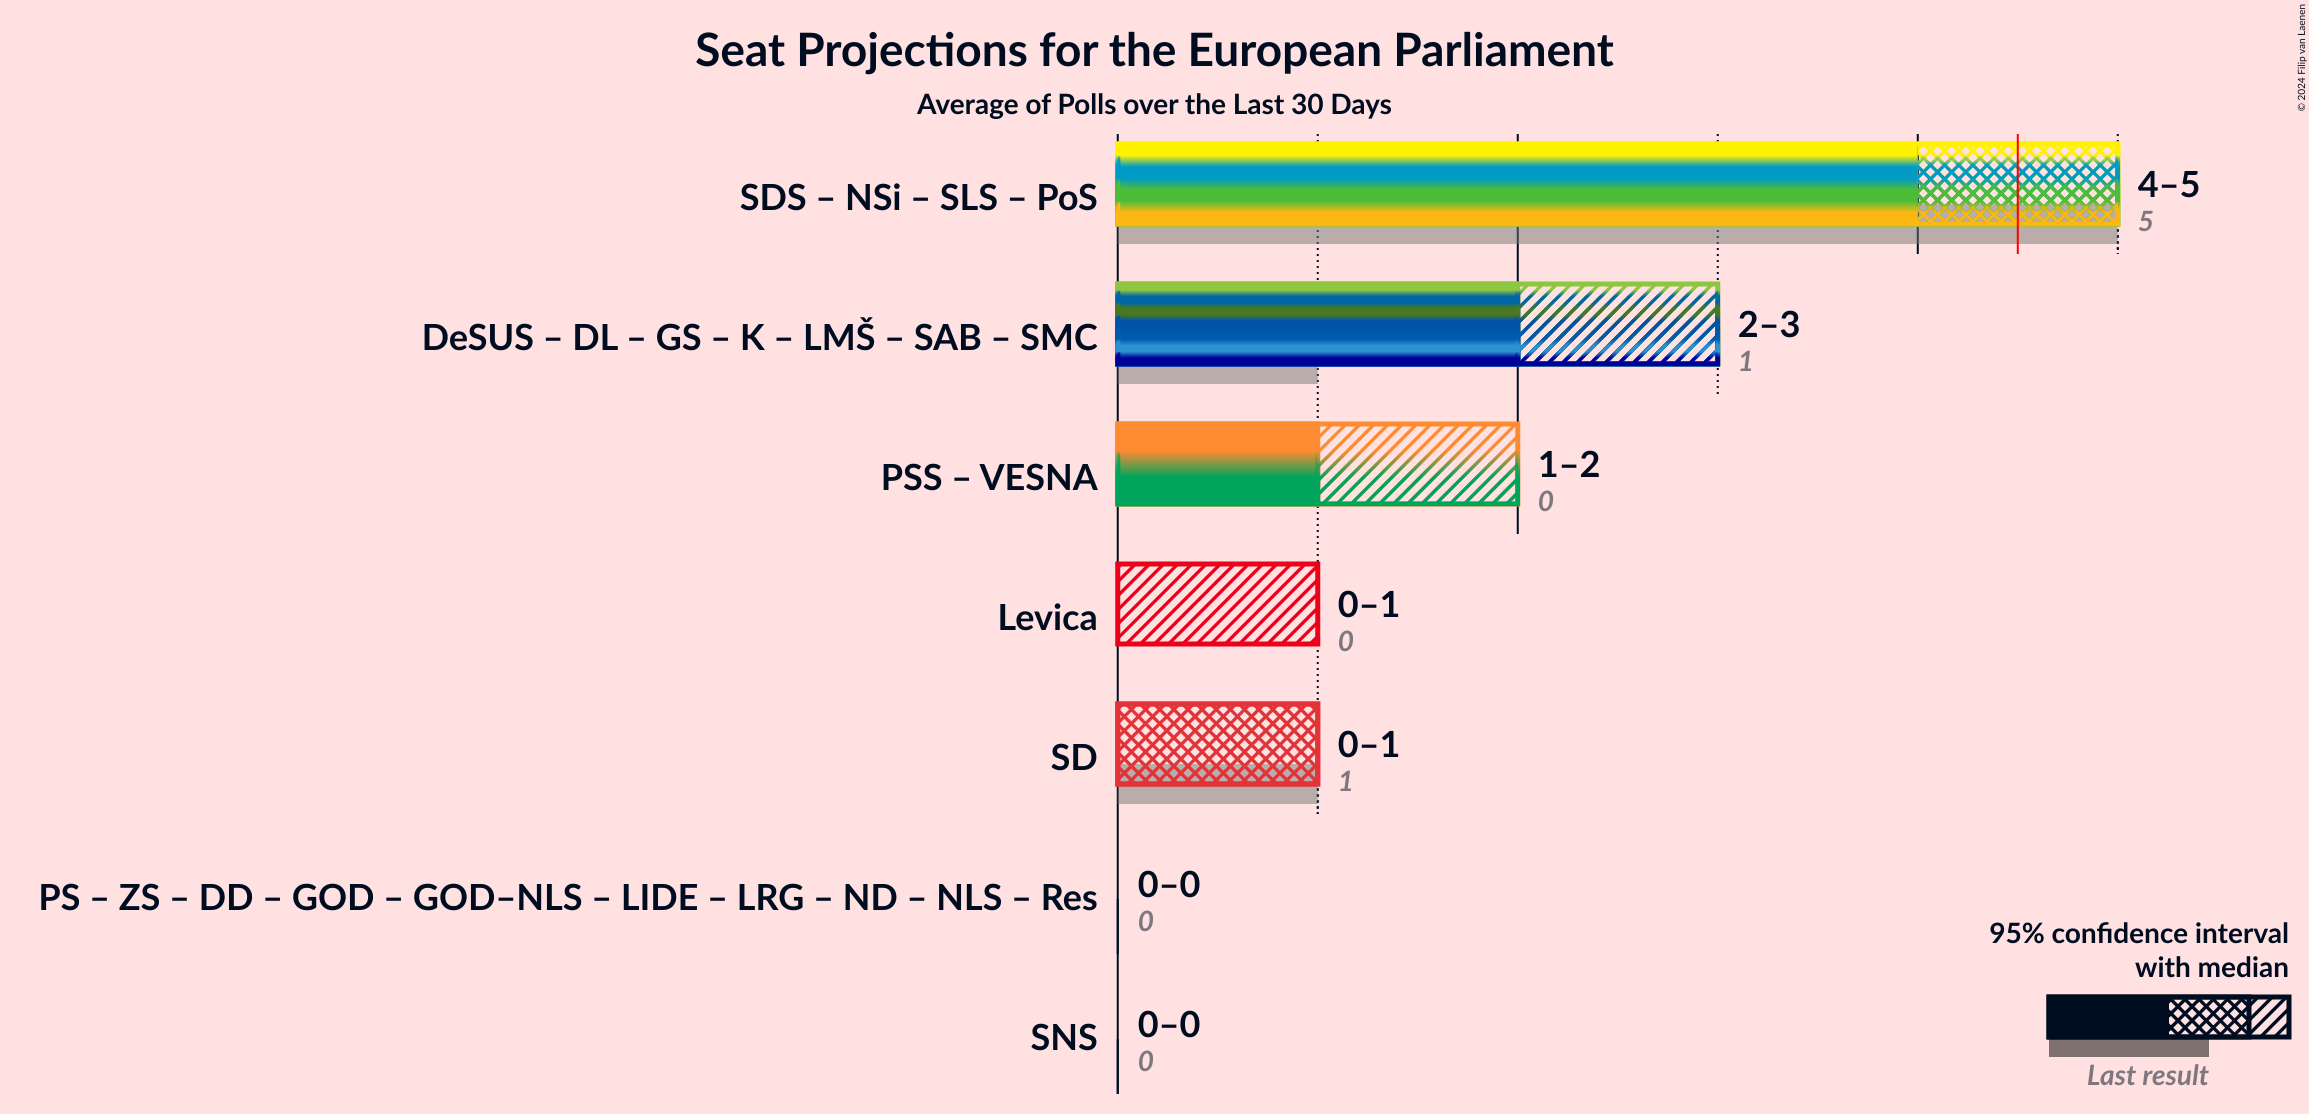 Seat Projections for the European Parliament
Average of Polls over the Last 30 Days
© 2024 Filip van Laenen
SDS – NSi – SLS – PoS
4–5
5
DeSUS – DL – GS – K – LMŠ – SAB – SMC
2–3
1
PSS – VESNA
1–2
0
Levica
0–1
0
SD
0–1
1
PS – ZS – DD – GOD – GOD–NLS – LIDE – LRG – ND – NLS – Res
0–0
0
SNS
0–0
0
95% confidence interval
with median
Last result